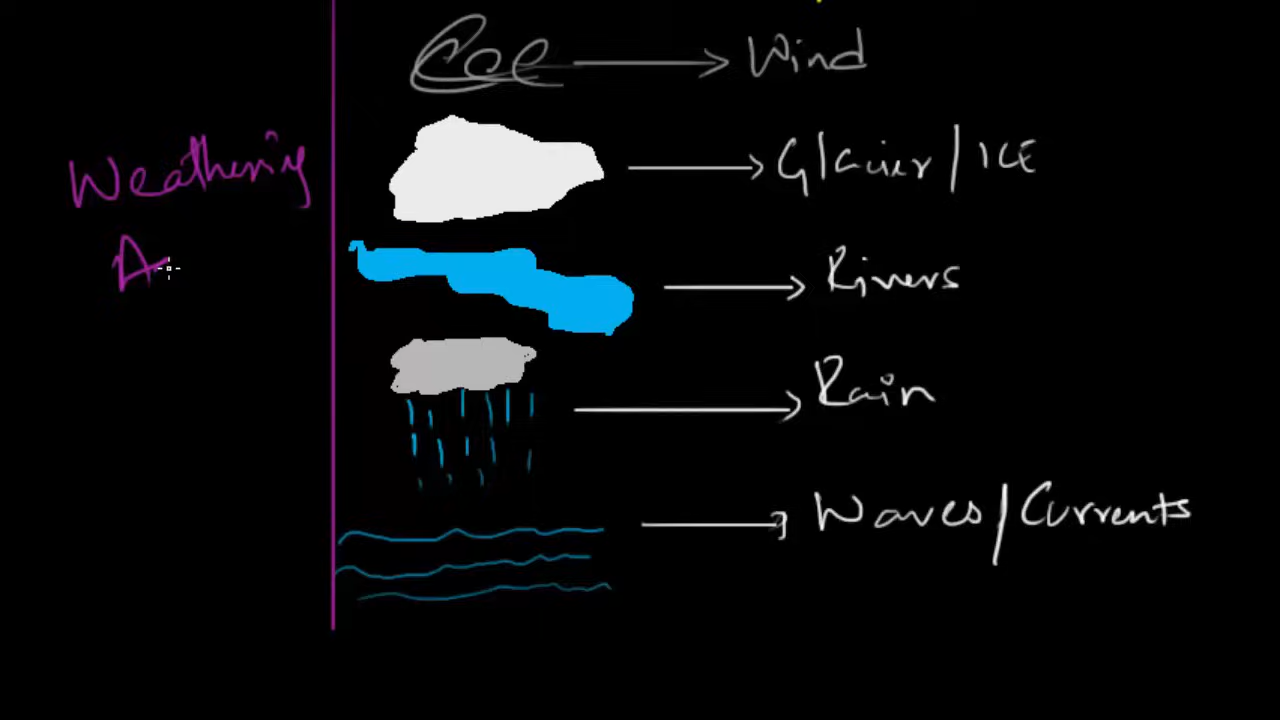 Wind
Glacier/ICE
Weathering
A
Rivers
Rain
Waves/Currents